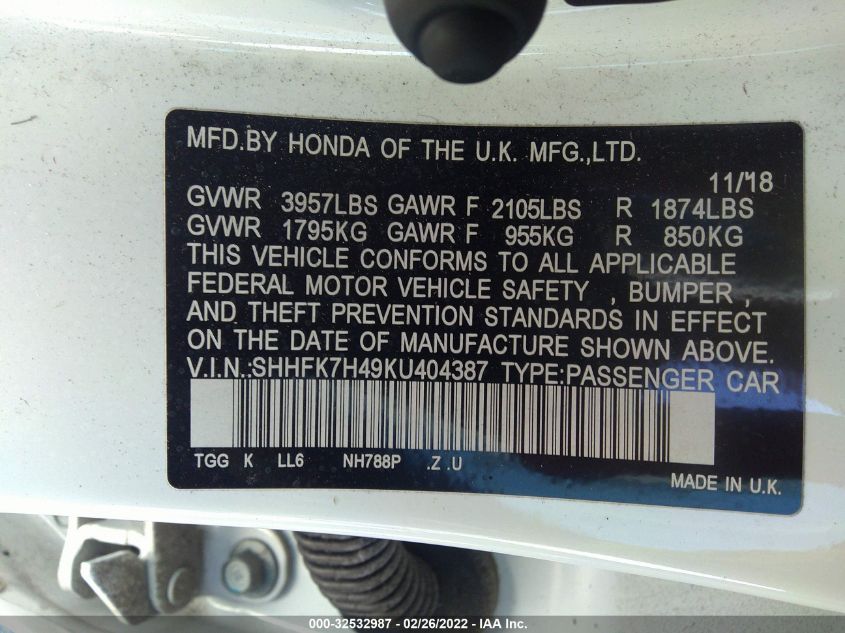 MFD.BY HONDA OF THE U.K. MFG.,LTD.
11/18
GVWR 3957LBS GAWR F 2105LBS R 1874LBS
GVWR 1795KG GAWR F 955KG R 850KG
THIS VEHICLE CONFORMS TO ALL APPLICABLE
FEDERAL MOTOR VEHICLE SAFETY , BUMPER ,
AND THEFT PREVENTION STANDARDS IN EFFECT
ON THE DATE OF MANUFACTURE SHOWN ABOVE.
V.I.N.:SHHFK7H49KU404387 TYPE:PASSENGER CAR
TGG K LL6 NH788P .Z .U
MADE IN U.K.
000-32532987 - 02/26/2022 - IAA Inc.